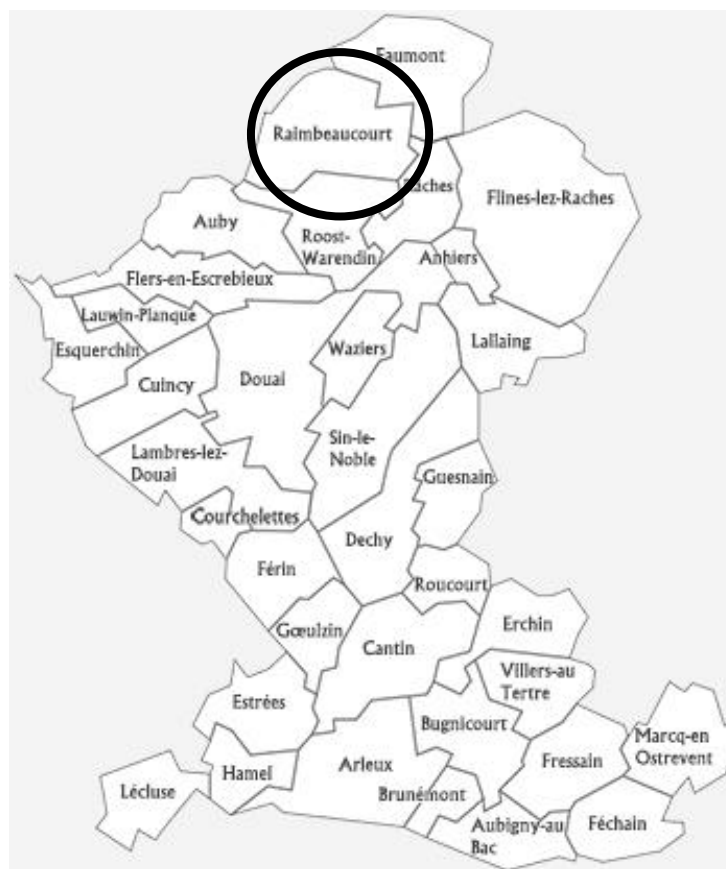 Faumont
Raimbeaucourt
Râches
Flines-lez-Raches
Auby
Roost-
Warendin
Anhiers
Flers-en-Escrebieux
Lauwin-Planque
Esquerchin
Waziers
Lallaing
Cuincy
Douai
Sin-le-
Noble
Lambres-lez-
Douai
Guesnain
Courchelettes
Dechy
Férin
Roucourt
Gœulzin
Erchin
Cantin
Villers-au
Tertre
Estrées
Bugnicourt
Marcq-en
Ostrevent
Hamel
Arleux
Fressain
Lécluse
Brunémont
Aubigny-au
Bac
Féchain